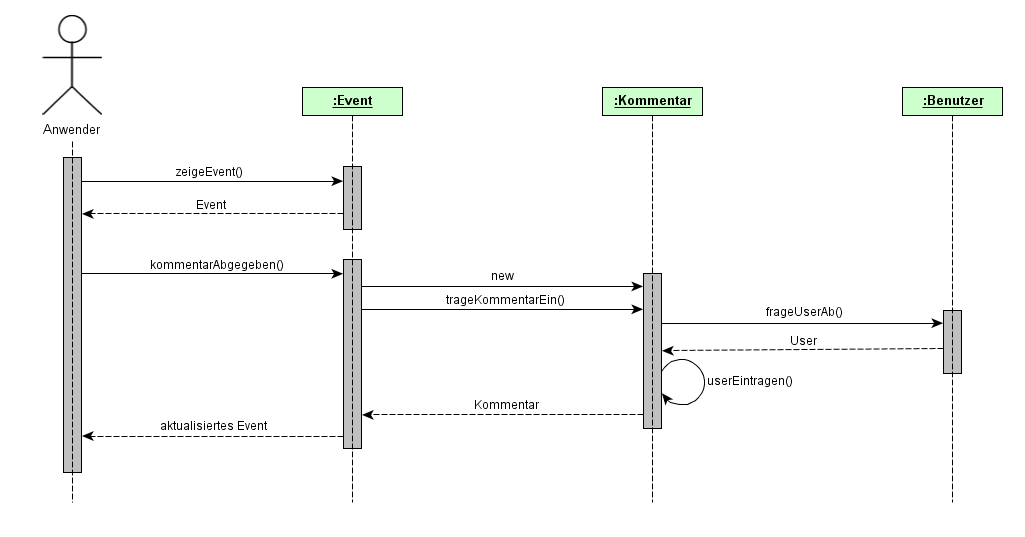 :Event
:Kommentar
:Benutzer
Anwender
zeigeEvent()
Event
kommentarAbgegeben()
new
trageKommentarEin()
frageUserAb()
User
userEintragen()
Kommentar
aktualisiertes Event